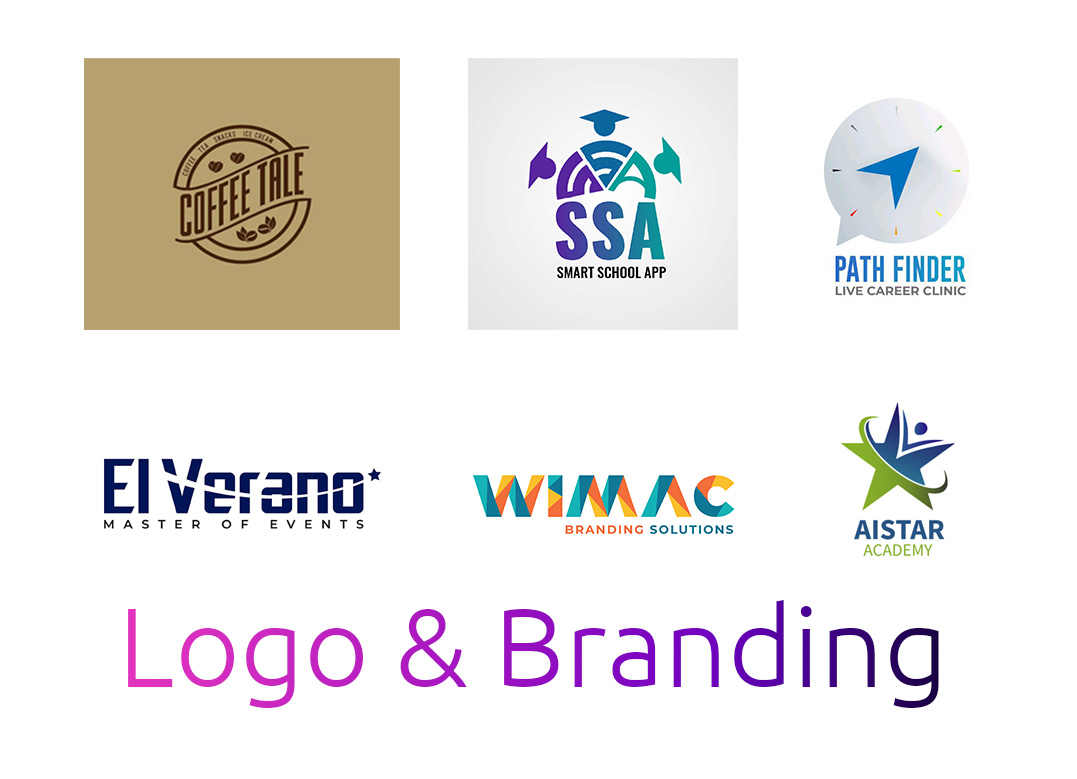 COFFEE TEA SNACKS ICE CREAM
COFFEE TALE
SSA
SSA
SMART SCHOOL APP
PATH FINDER
LIVE CAREER CLINIC
El Verano
MASTER OF EVENTS
WIMAC
BRANDING SOLUTIONS
AISTAR
ACADEMY
Logo & Branding